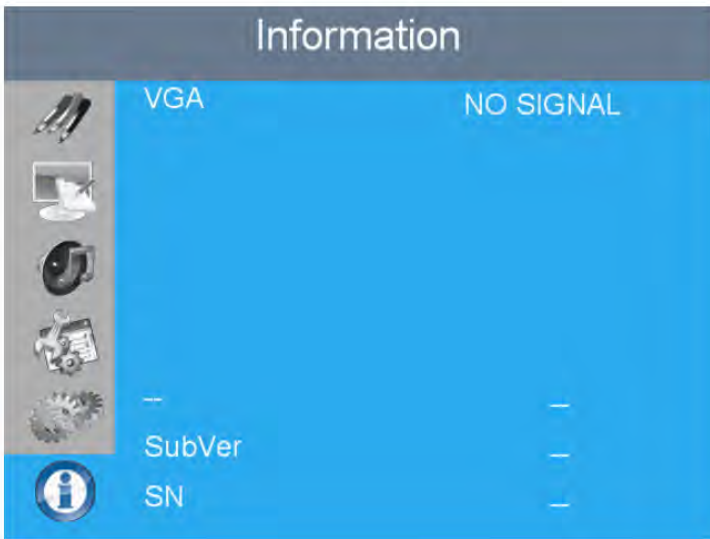 Information
VGA NO SIGNAL
-- _
SubVer _
SN _